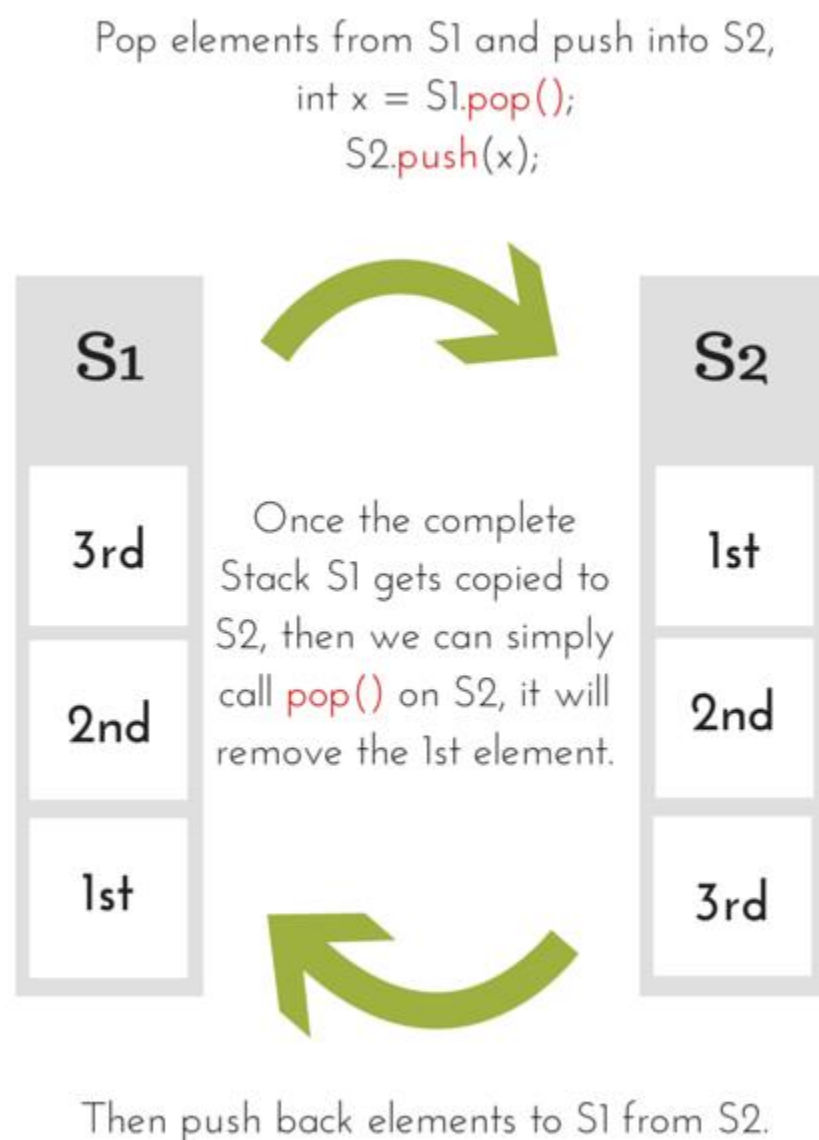 Pop elements from S1 and push into S2,
int x = S1.pop();
S2.push(x);
S1
3rd
2nd
1st
Once the complete
Stack S1 gets copied to
S2, then we can simply
call pop() on S2, it will
remove the 1st element.
S2
1st
2nd
3rd
Then push back elements to S1 from S2.